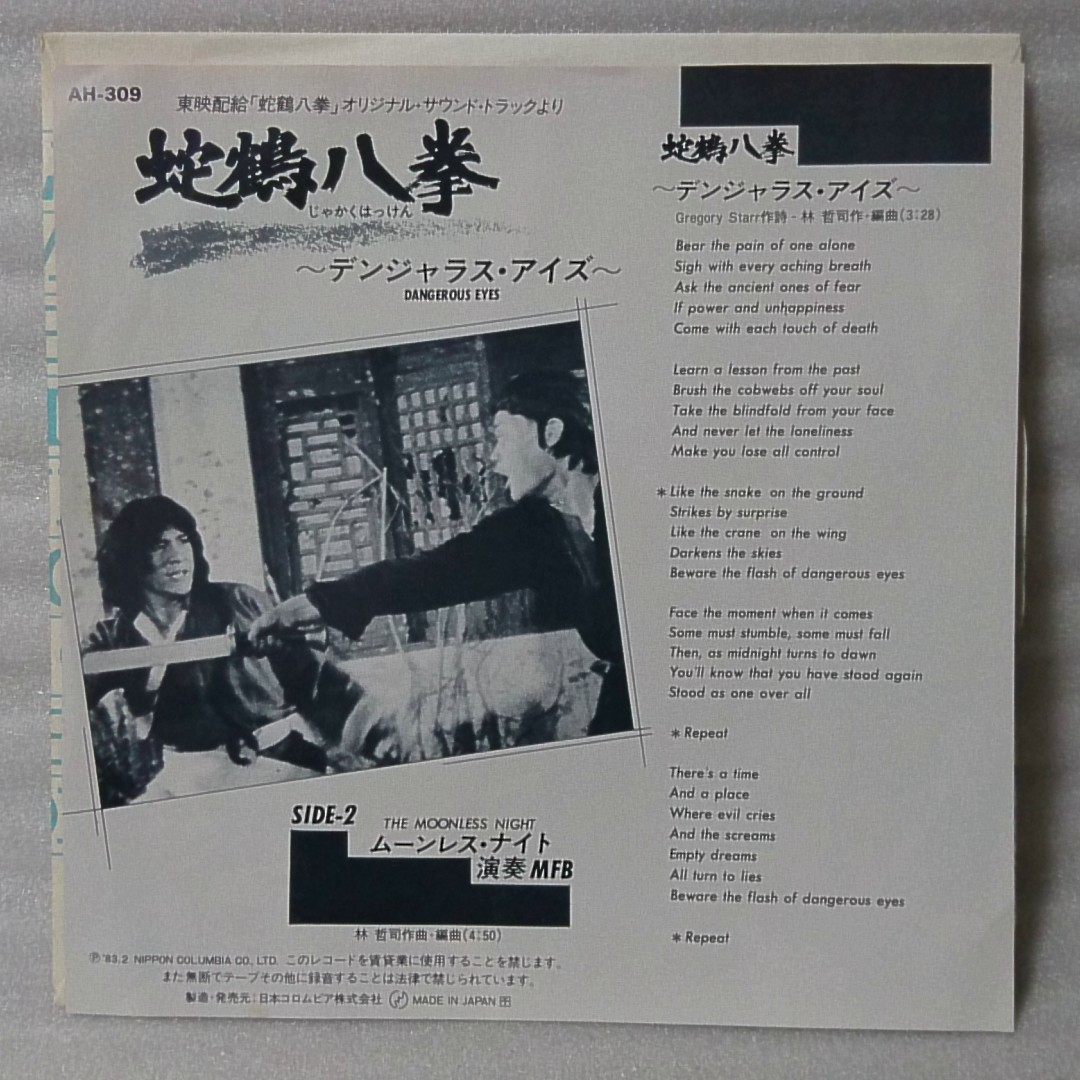 AH-309
東映配給「蛇鶴八拳」オリジナル・サウンド・トラックより
蛇鶴八拳
じゃかくはっけん
〜デンジャラス・アイズ〜
DANGEROUS EYES
SIDE-2
THE MOONLESS NIGHT
ムーンレス・ナイト
演奏 MFB
林 哲司作曲・編曲(4:50)
Ⓟ'83.2 NIPPON COLUMBIA CO., LTD. このレコードを賃貸業に使用することを禁じます。
また無断でテープその他に録音することは法律で禁じられています。
製造・発売元:日本コロムビア株式会社 MADE IN JAPAN
蛇鶴八拳
〜デンジャラス・アイズ〜
Gregory Starr作詩 - 林 哲司作・編曲(3:28)
Bear the pain of one alone
Sigh with every aching breath
Ask the ancient ones of fear
If power and unhappiness
Come with each touch of death
Learn a lesson from the past
Brush the cobwebs off your soul
Take the blindfold from your face
And never let the loneliness
Make you lose all control
* Like the snake on the ground
Strikes by surprise
Like the crane on the wing
Darkens the skies
Beware the flash of dangerous eyes
Face the moment when it comes
Some must stumble, some must fall
Then, as midnight turns to dawn
You'll know that you have stood again
Stood as one over all
* Repeat
There's a time
And a place
Where evil cries
And the screams
Empty dreams
All turn to lies
Beware the flash of dangerous eyes
* Repeat